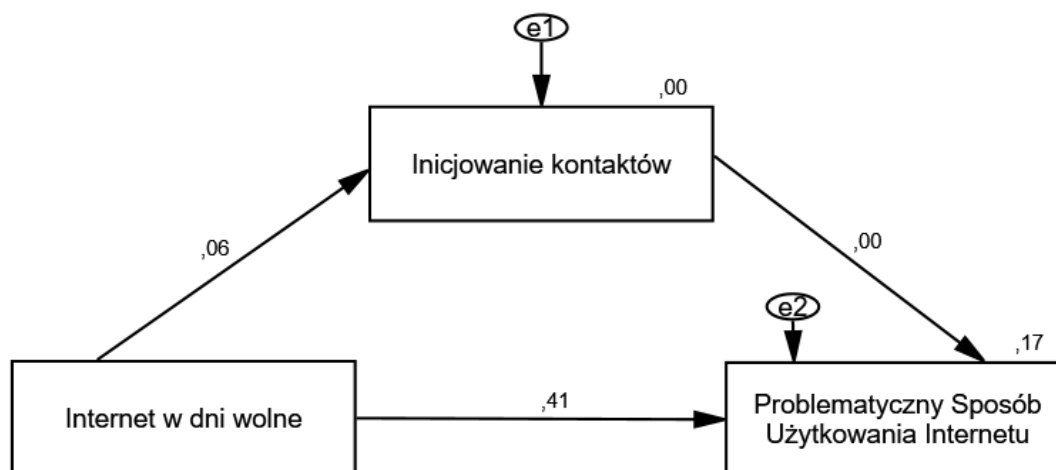 e1
,00
Inicjowanie kontaktów
,06
,00
e2
,17
Internet w dni wolne
,41
Problematyczny Sposób
Użytkowania Internetu